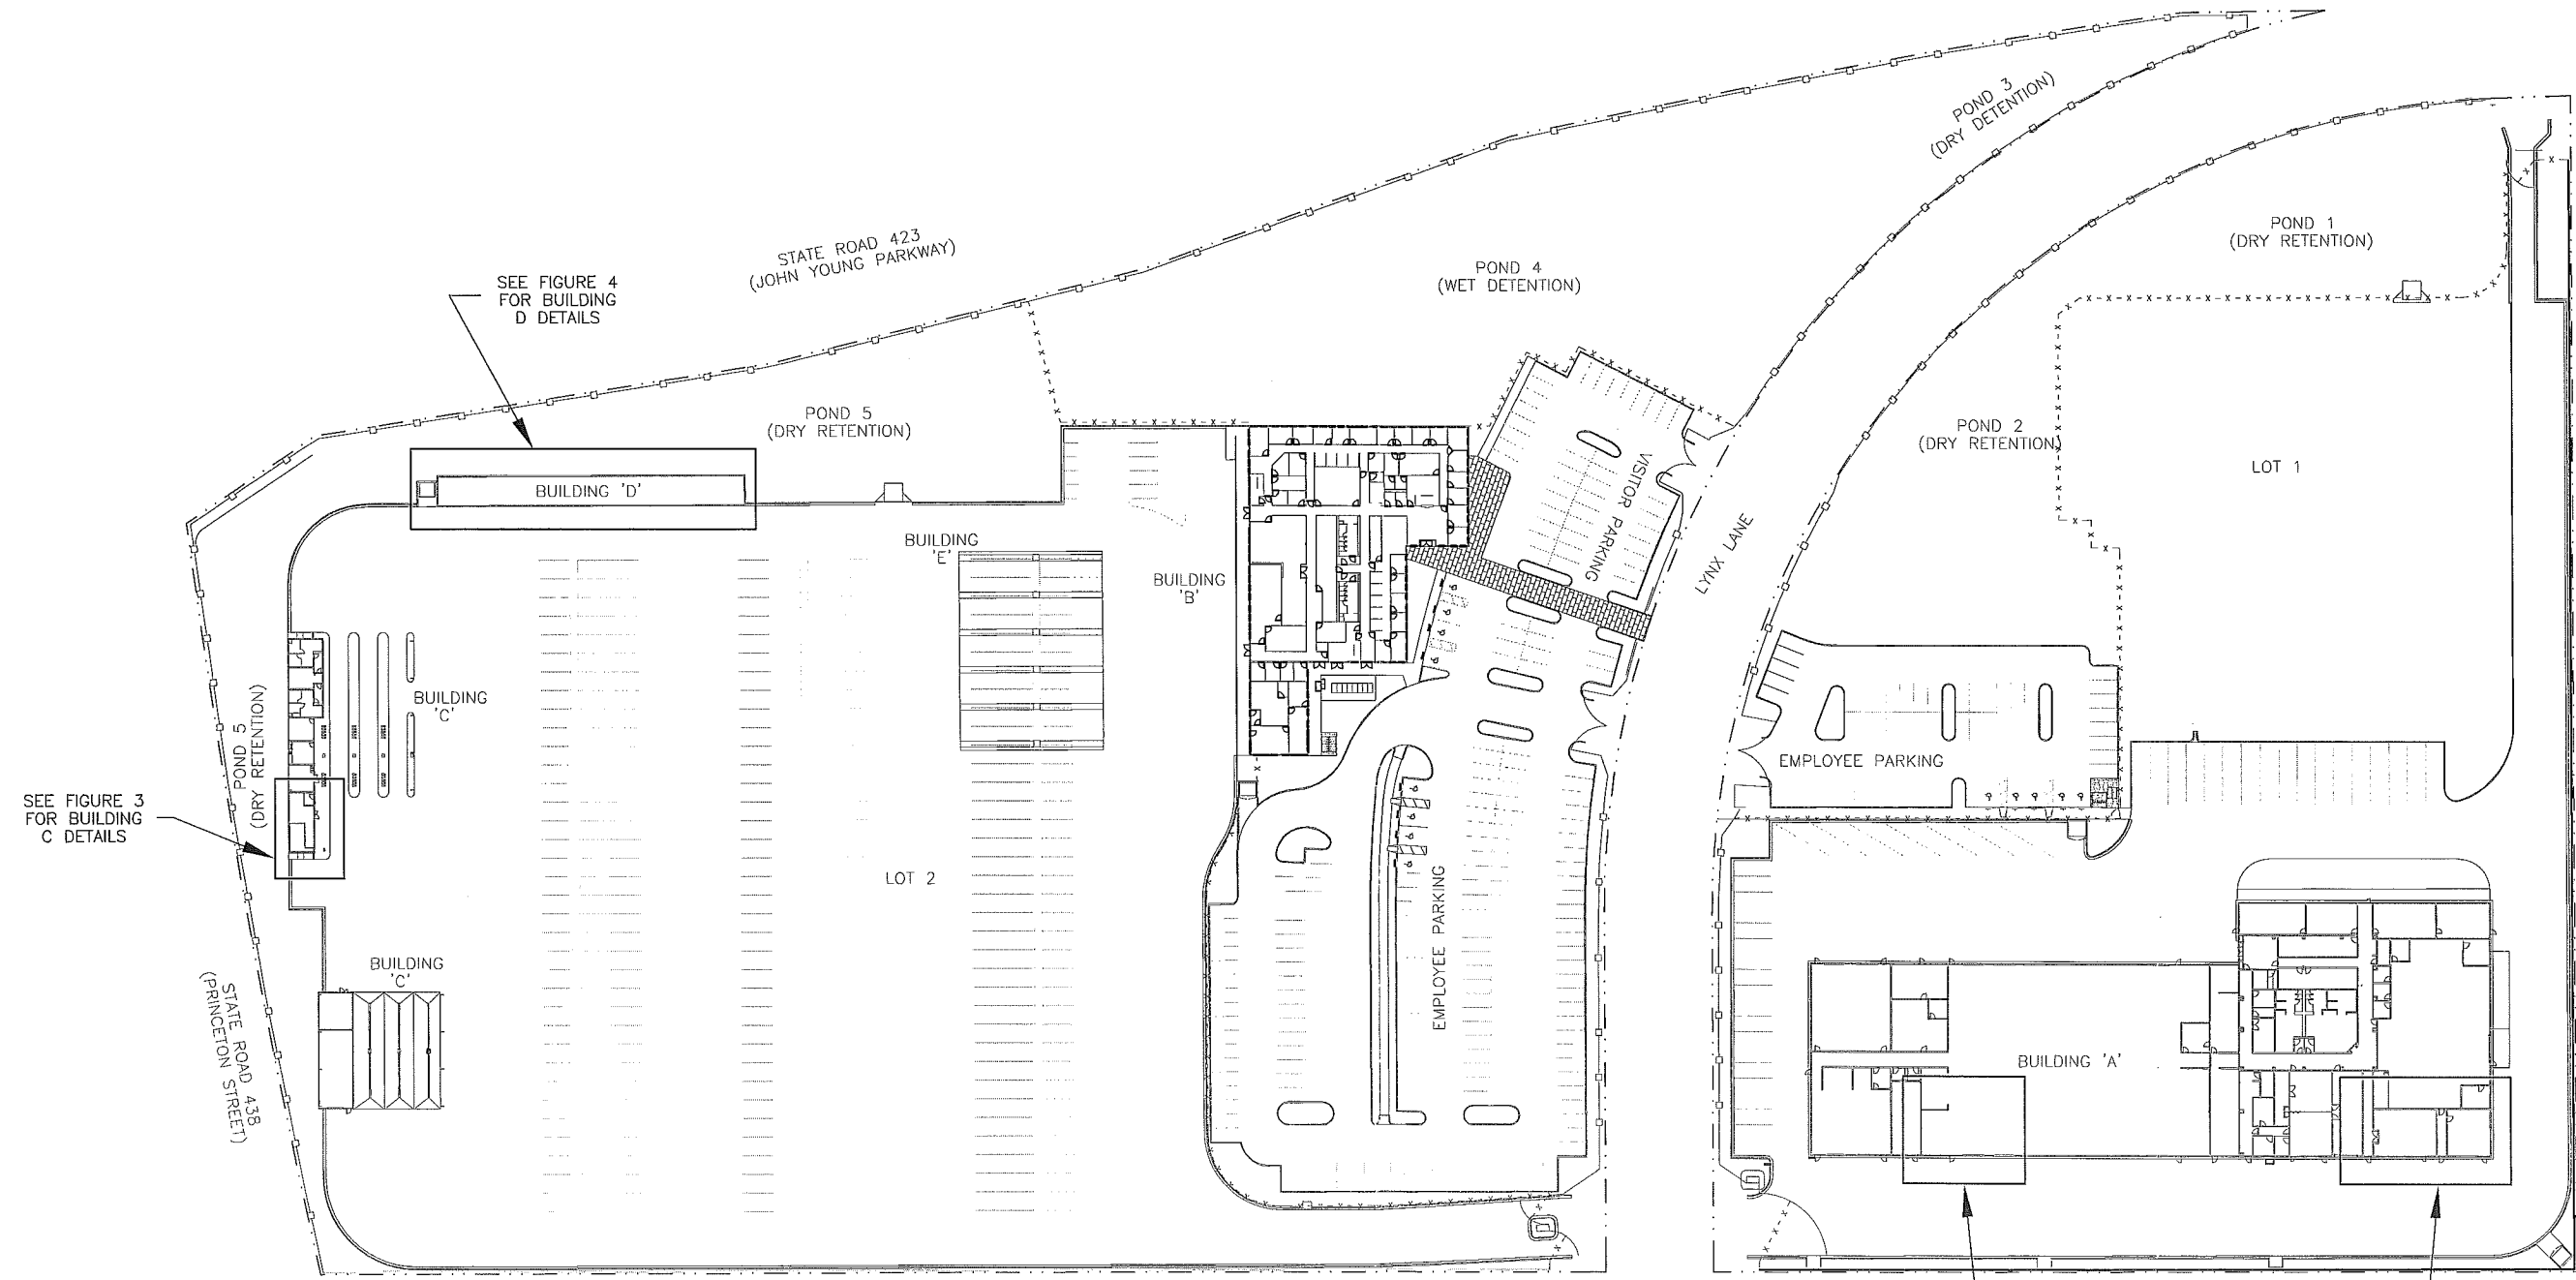 POND 3
(DRY DETENTION)
POND 1
(DRY RETENTION)
STATE ROAD 423
(JOHN YOUNG PARKWAY)
POND 4
(WET DETENTION)
SEE FIGURE 4
FOR BUILDING
D DETAILS
POND 5
(DRY RETENTION)
POND 2
(DRY RETENTION)
LOT 1
BUILDING 'D'
VISITOR PARKING
BUILDING
'E'
BUILDING
'B'
LYNX LANE
BUILDING
'C'
POND 5
(DRY RETENTION)
EMPLOYEE PARKING
SEE FIGURE 3
FOR BUILDING
C DETAILS
LOT 2
EMPLOYEE PARKING
BUILDING
'C'
STATE ROAD 438
(PRINCETON STREET)
BUILDING 'A'